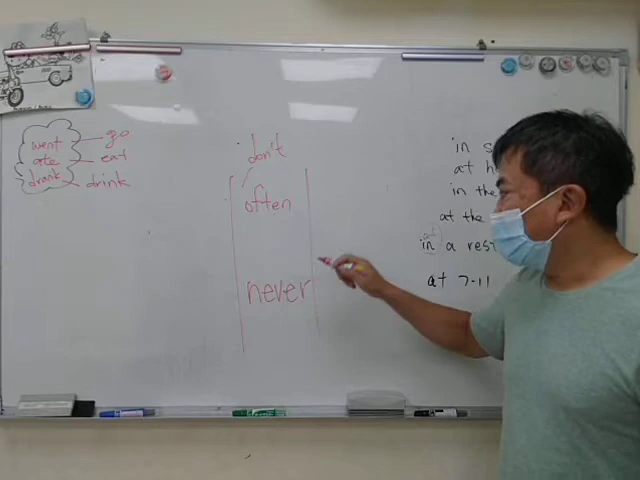 went go
ate eat
drank drink
don't
often
never
in
at
in the
at the
in a
at 7-11